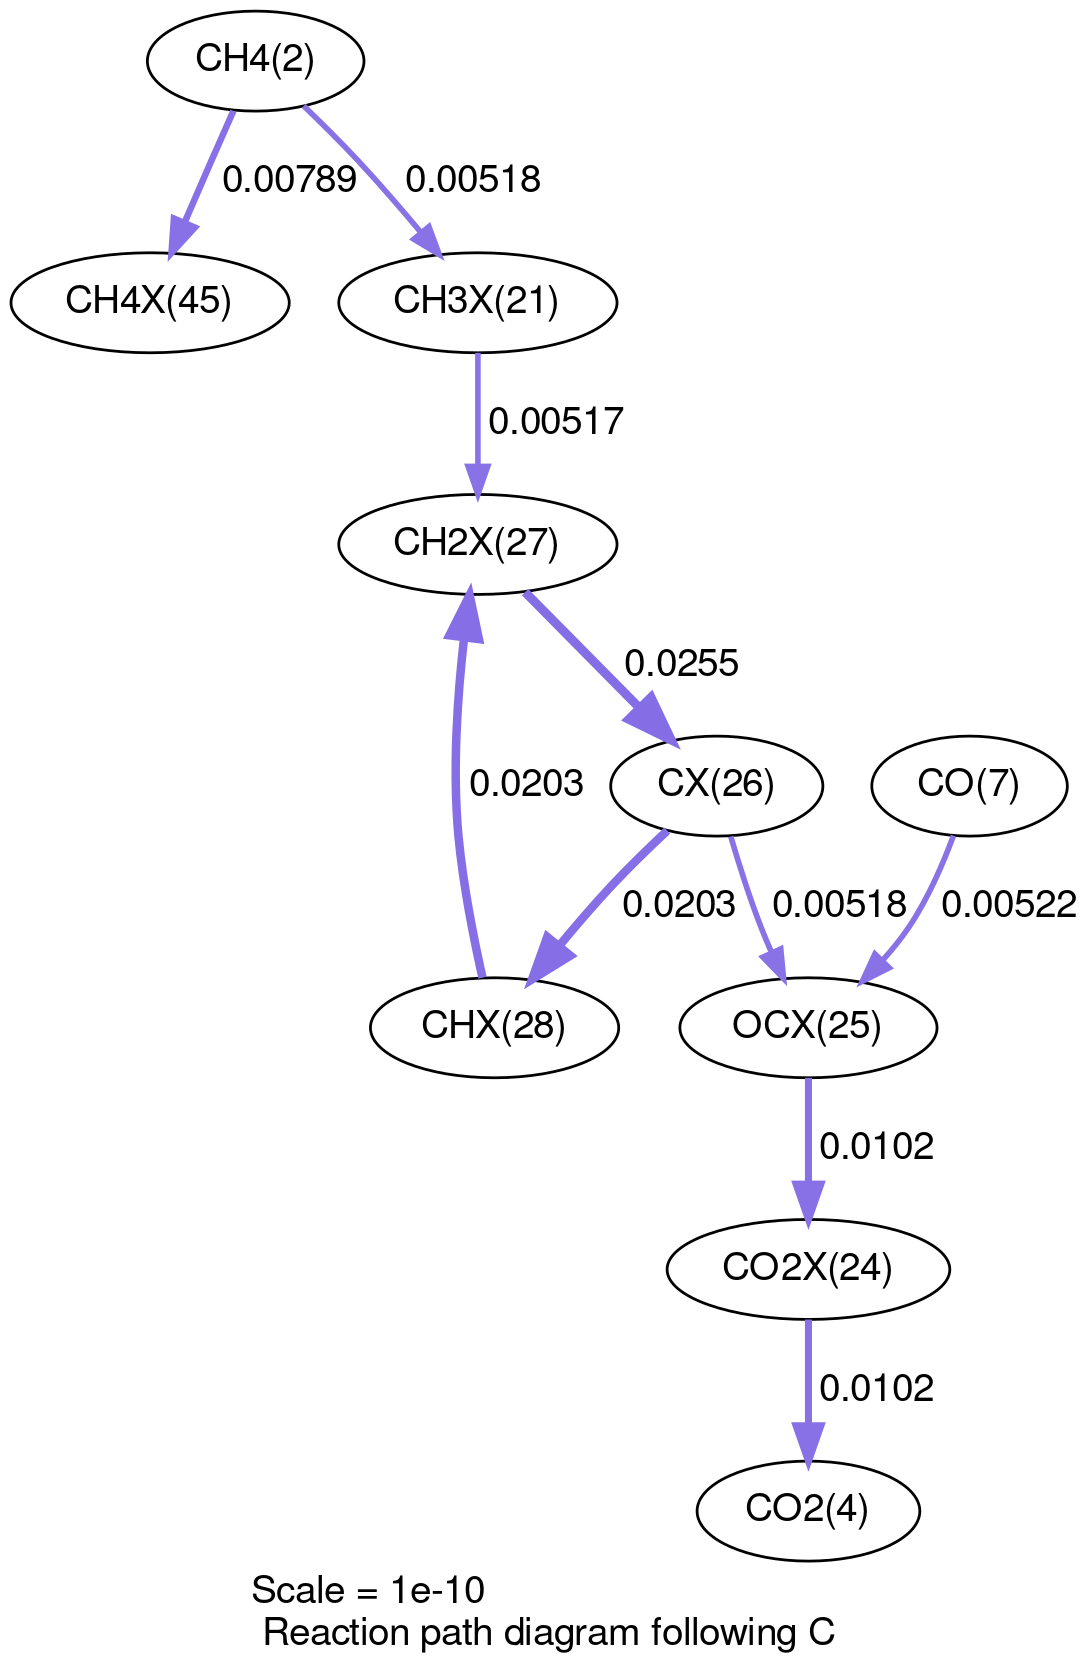 CH4(2)
0.00789
0.00518
CH4X(45)
CH3X(21)
0.00517
CH2X(27)
0.0255
0.0203
CX(26)
CO(7)
0.0203
0.00518
0.00522
CHX(28)
OCX(25)
0.0102
CO2X(24)
0.0102
CO2(4)
Scale = 1e-10
Reaction path diagram following C